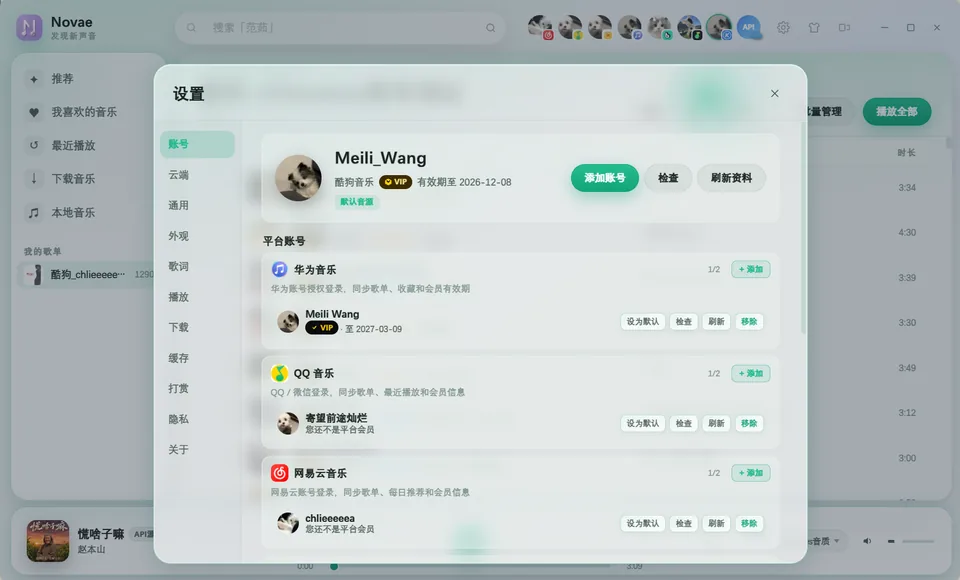 Novae
发现新声音
搜索「范茹」
API
推荐
我喜欢的音乐
最近播放
下载音乐
本地音乐
我的歌单
酷狗_chlieeeee… 1290
量管理
播放全部
时长
3:34
4:30
3:39
3:30
3:49
3:12
3:00
设置
账号
云端
通用
外观
歌词
播放
下载
缓存
打赏
隐私
关于
Meili_Wang
酷狗音乐 VIP 有效期至 2026-12-08
默认音源
添加账号
检查
刷新资料
平台账号
华为音乐
1/2
+ 添加
华为账号授权登录，同步歌单、收藏和会员有效期
Meili Wang
VIP · 至 2027-03-09
设为默认
检查
刷新
移除
QQ 音乐
1/2
+ 添加
QQ / 微信登录，同步歌单、最近播放和会员信息
寄望前途灿烂
您还不是平台会员
设为默认
检查
刷新
移除
网易云音乐
1/2
+ 添加
网易云账号登录，同步歌单、每日推荐和会员信息
chlieeeeea
您还不是平台会员
设为默认
检查
刷新
移除
慌啥子嘛
慌啥子嘛 API源
赵本山
0:00
3:09
音质